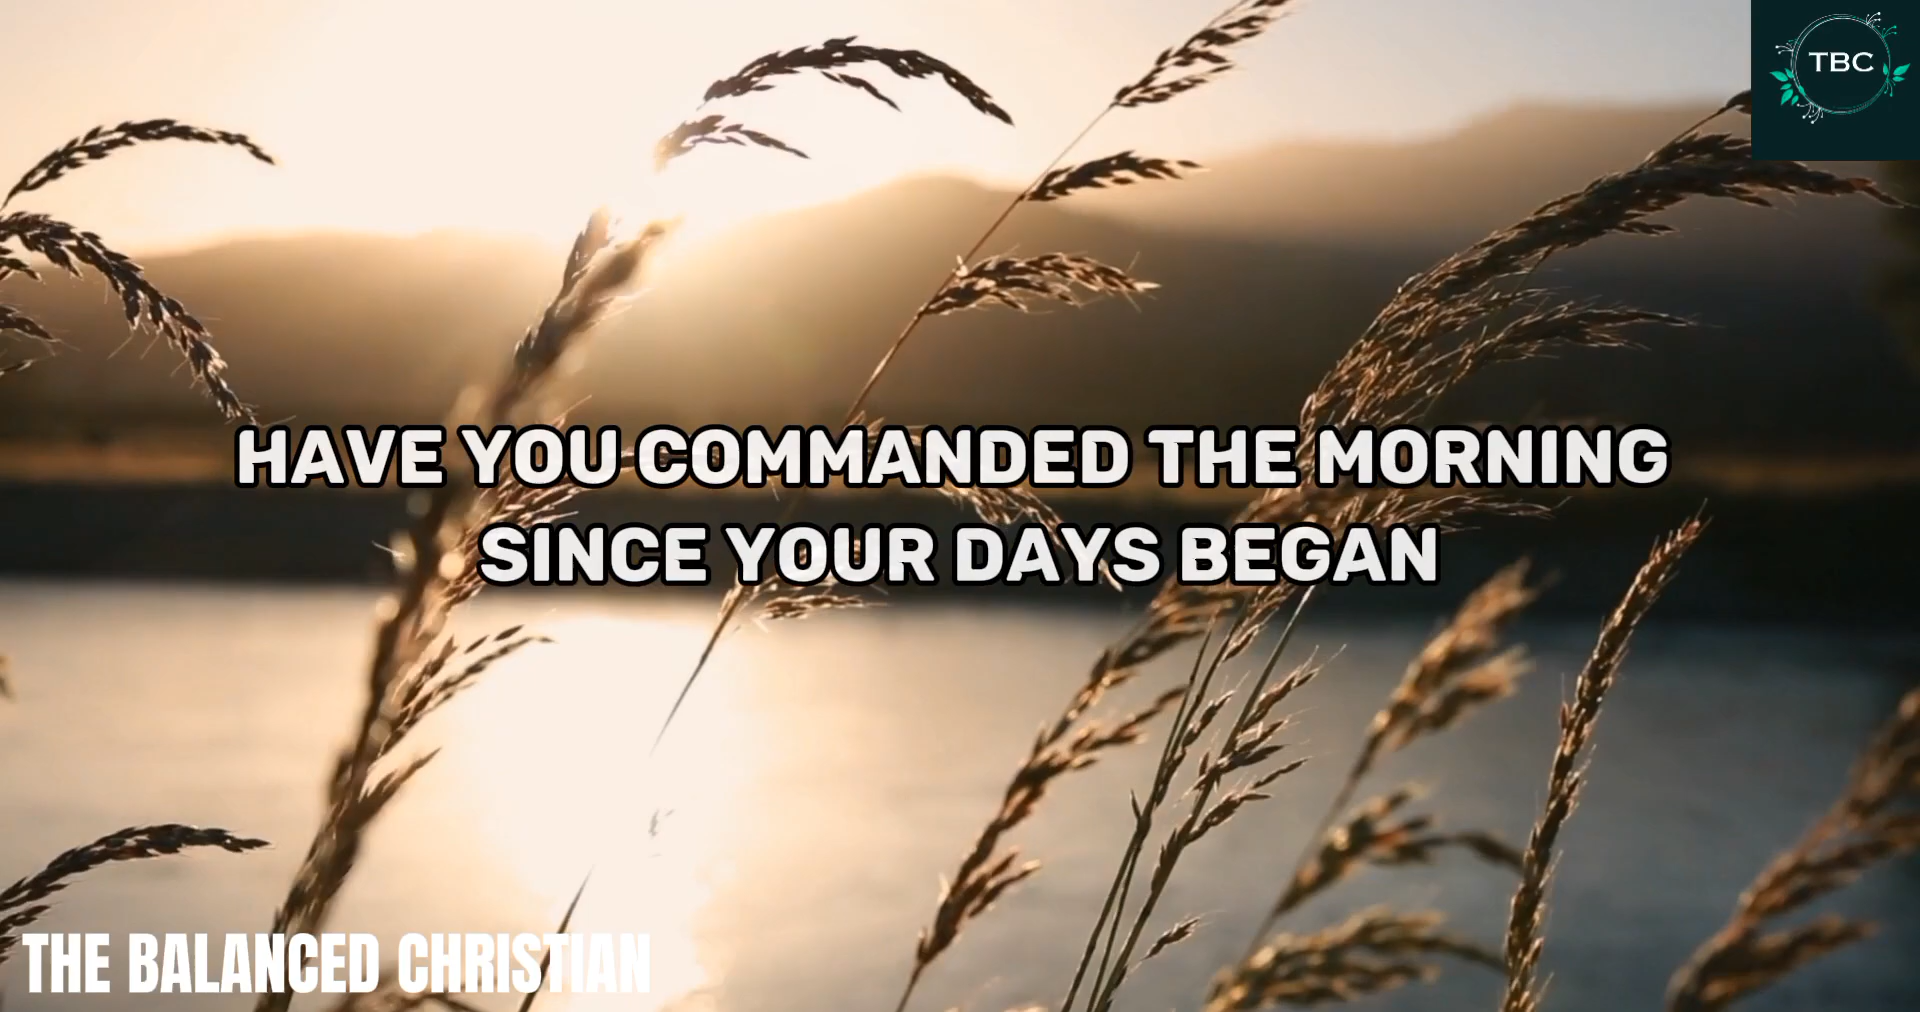 TBC
HAVE YOU COMMANDED THE MORNING
SINCE YOUR DAYS BEGAN
THE BALANCED CHRISTIAN